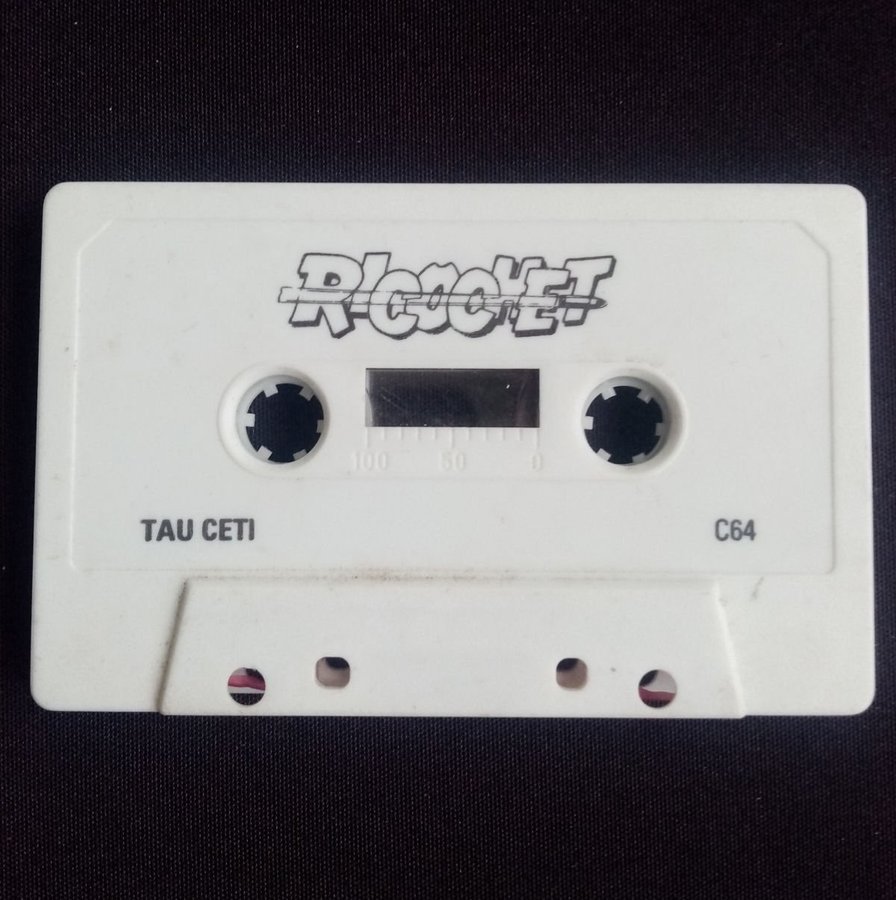 RICOCHET
100 50 0
TAU CETI C64